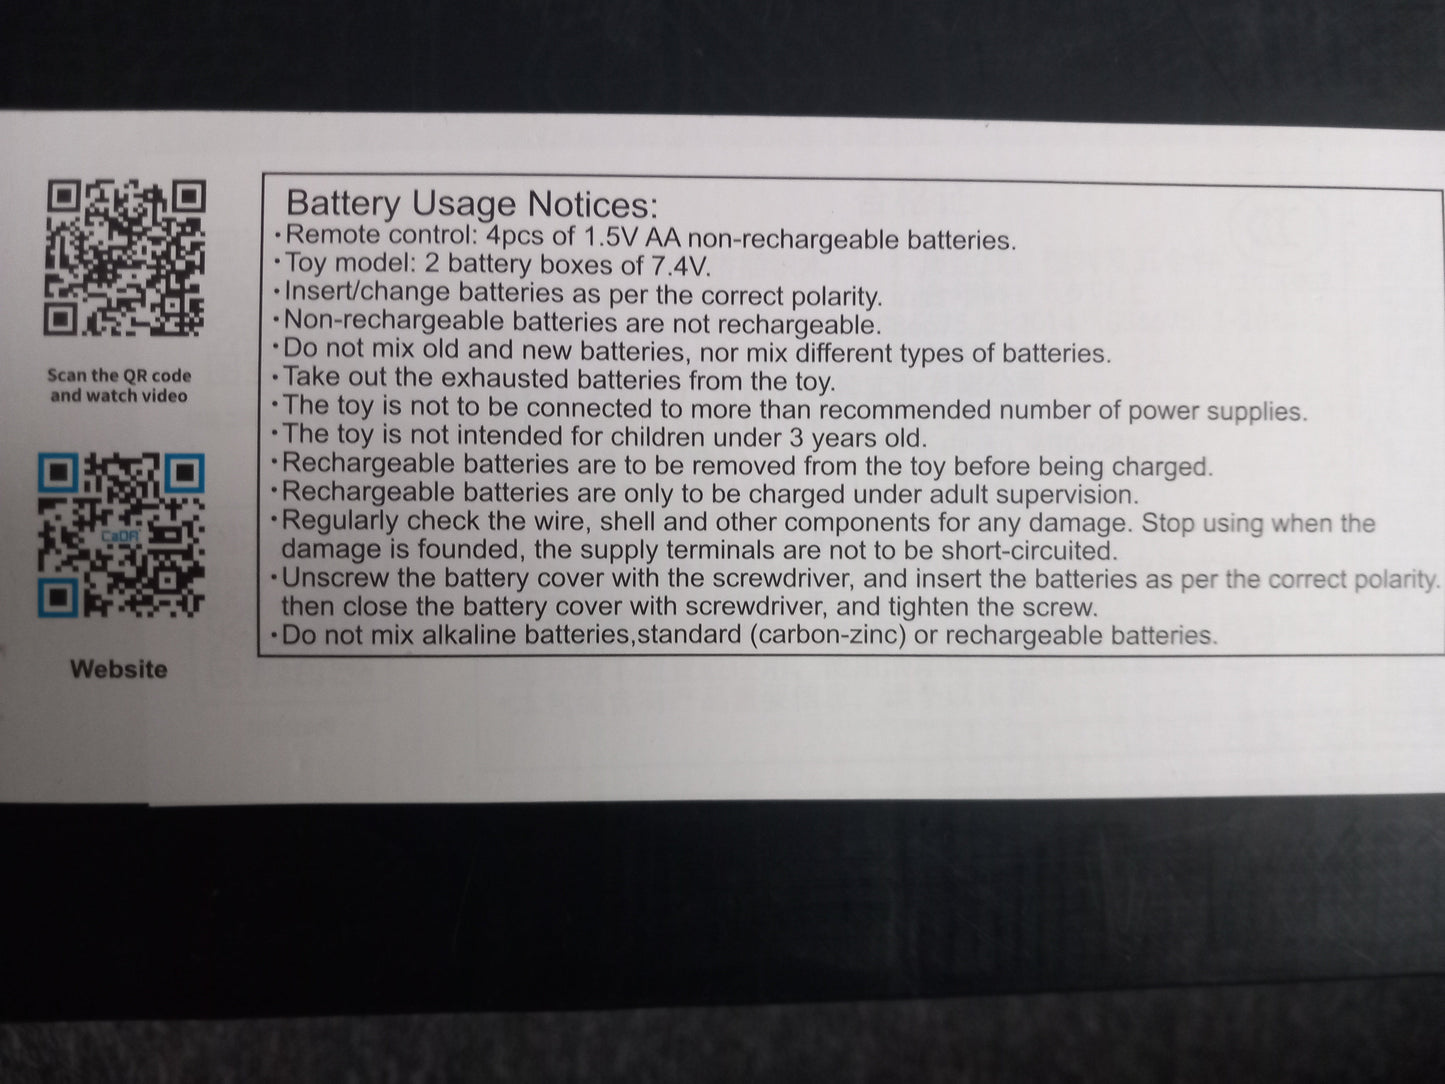 Battery Usage Notices:
·Remote control: 4pcs of 1.5V AA non-rechargeable batteries.
·Toy model: 2 battery boxes of 7.4V.
·Insert/change batteries as per the correct polarity.
·Non-rechargeable batteries are not rechargeable.
·Do not mix old and new batteries, nor mix different types of batteries.
·Take out the exhausted batteries from the toy.
·The toy is not to be connected to more than recommended number of power supplies.
·The toy is not intended for children under 3 years old.
·Rechargeable batteries are to be removed from the toy before being charged.
·Rechargeable batteries are only to be charged under adult supervision.
·Regularly check the wire, shell and other components for any damage. Stop using when the
damage is founded, the supply terminals are not to be short-circuited.
·Unscrew the battery cover with the screwdriver, and insert the batteries as per the correct polarity.
then close the battery cover with screwdriver, and tighten the screw.
·Do not mix alkaline batteries,standard (carbon-zinc) or rechargeable batteries.
Scan the QR code
and watch video
CaDA
Website